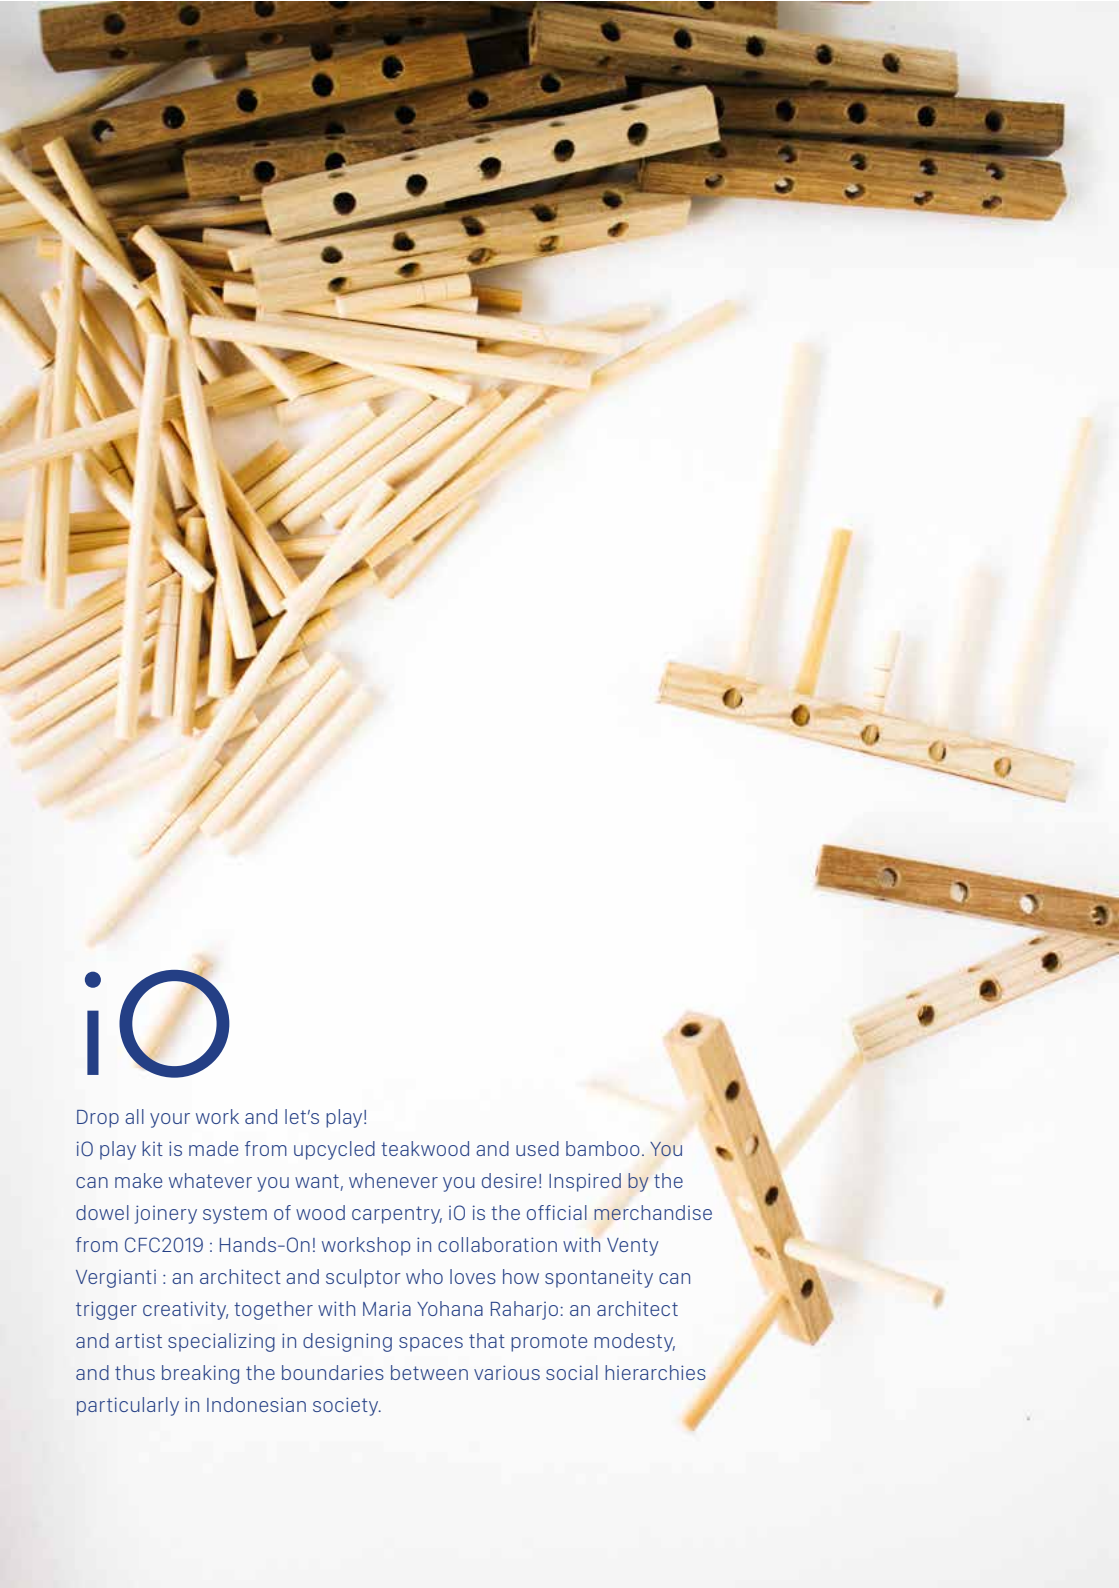 iO
Drop all your work and let's play!
iO play kit is made from upcycled teakwood and used bamboo. You
can make whatever you want, whenever you desire! Inspired by the
dowel joinery system of wood carpentry, iO is the official merchandise
from CFC2019 : Hands-On! workshop in collaboration with Venty
Vergianti : an architect and sculptor who loves how spontaneity can
trigger creativity, together with Maria Yohana Raharjo: an architect
and artist specializing in designing spaces that promote modesty,
and thus breaking the boundaries between various social hierarchies
particularly in Indonesian society.